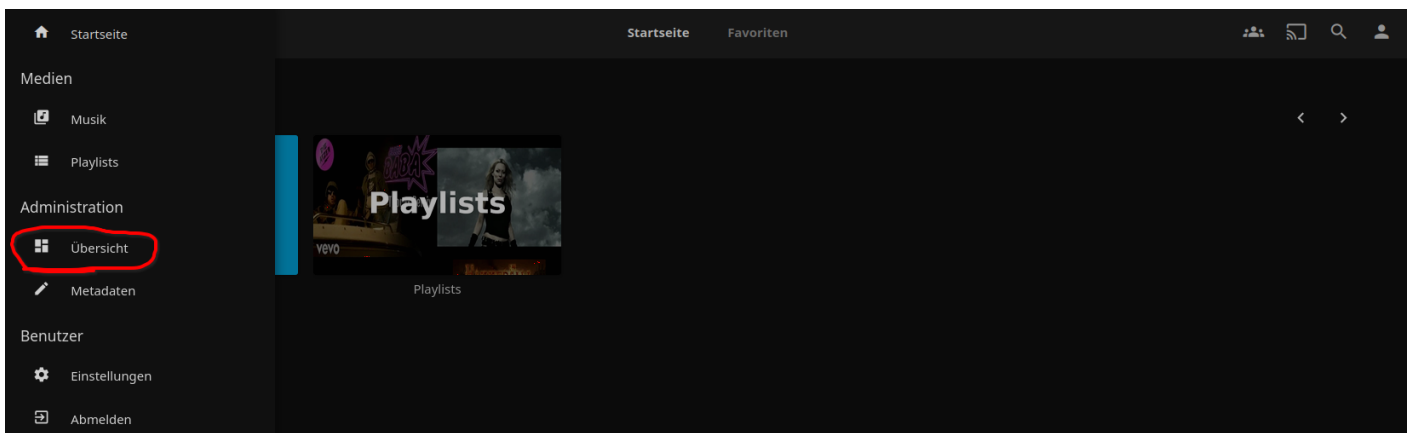 Startseite
Startseite Favoriten
Medien
Musik
Playlists
Administration
Übersicht
Metadaten
Benutzer
Einstellungen
Abmelden
Playlists
vevo
Playlists